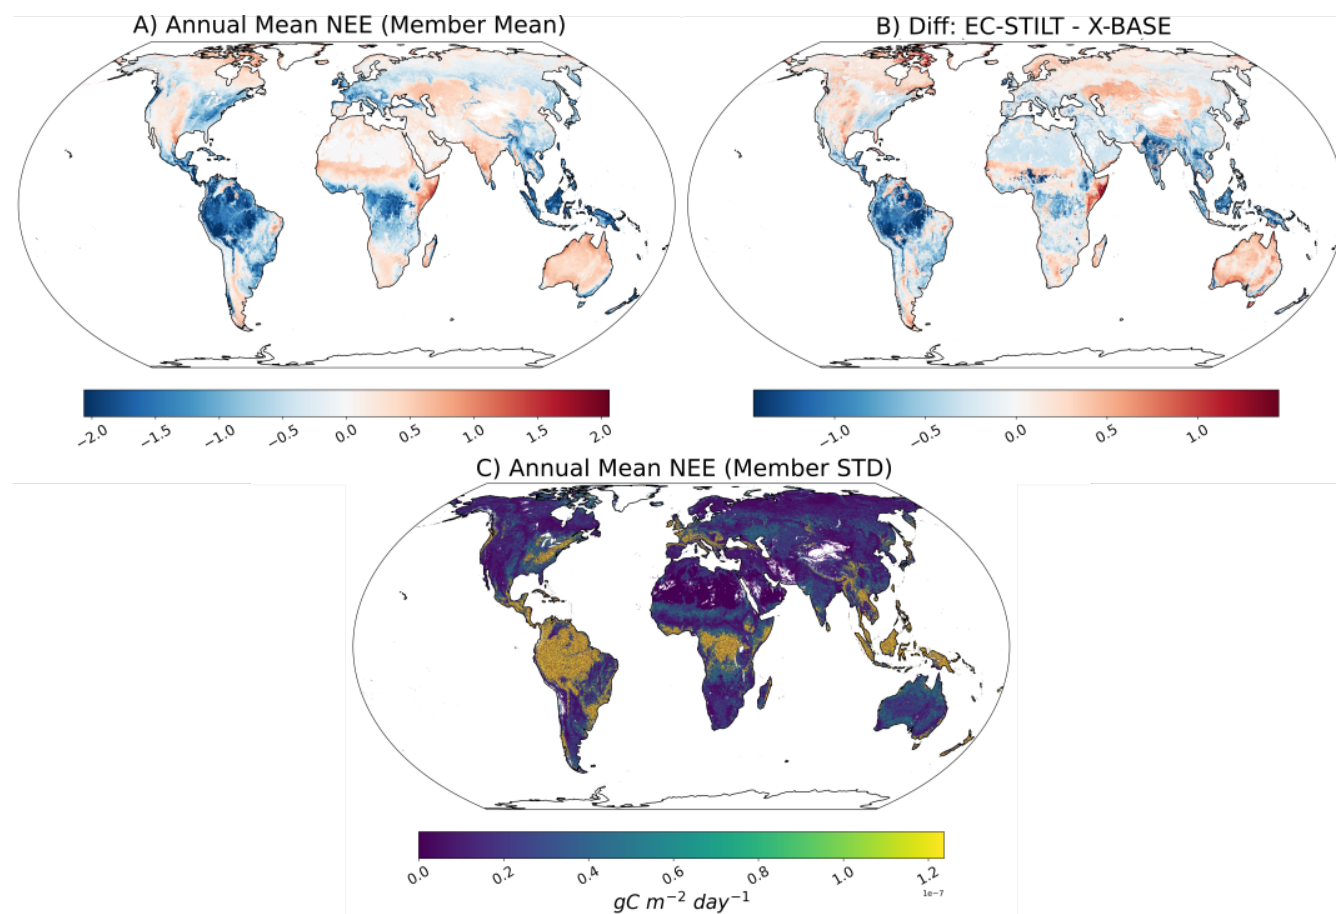 A) Annual Mean NEE (Member Mean)
B) Diff: EC-STILT - X-BASE
−2.0 −1.5 −1.0 −0.5 0.0 0.5 1.0 1.5 2.0
−1.0 −0.5 0.0 0.5 1.0
C) Annual Mean NEE (Member STD)
0.0 0.2 0.4 0.6 0.8 1.0 1.2
1e−7
gC m⁻² day⁻¹